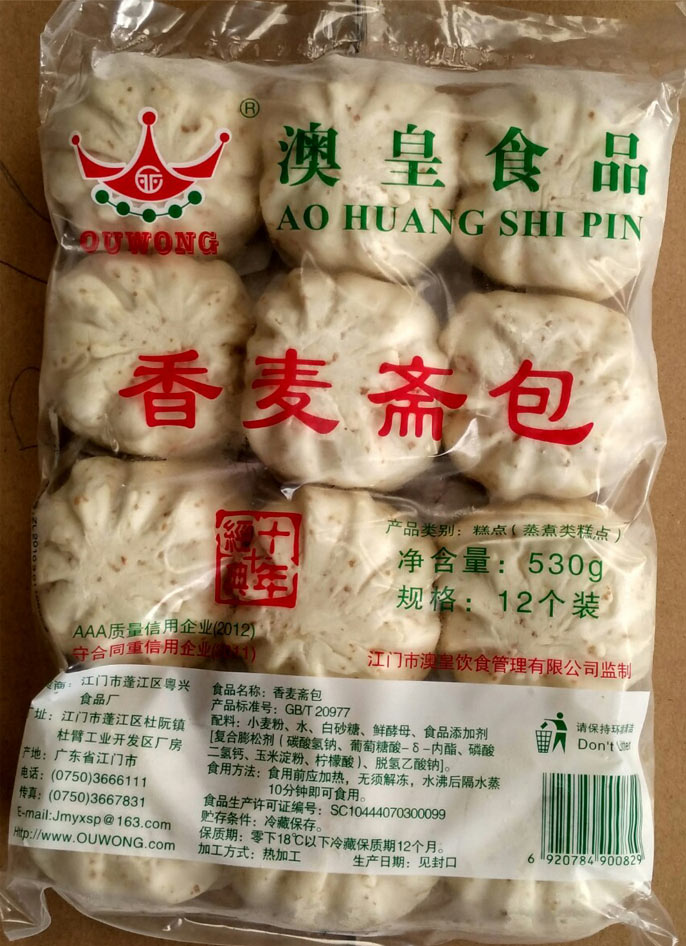 ®
OUWONG
澳皇食品
AO HUANG SHI PIN
香麦斋包
十年
經典
产品类别：糕点（蒸煮类糕点）
净含量：530g
规格：12个装
AAA质量信用企业(2012)
守合同重信用企业(2011)
江门市澳皇饮食管理有限公司监制
商：江门市蓬江区粤兴
食品厂
址：江门市蓬江区杜阮镇
杜臂工业开发区厂房
产地：广东省江门市
电话：(0750)3666111
传真：(0750)3667831
E-mail:Jmyxsp@163.com
Http://www.OUWONG.com
食品名称：香麦斋包
产品标准号：GB/T 20977
配料：小麦粉、水、白砂糖、鲜酵母、食品添加剂
[复合膨松剂（碳酸氢钠、葡萄糖酸-δ-内酯、磷酸
二氢钙、玉米淀粉、柠檬酸）、脱氢乙酸钠]。
食用方法：食用前应加热，无须解冻，水沸后隔水蒸
10分钟即可食用。
食品生产许可证编号：SC10444070300099
贮存条件：冷藏保存。
保质期：零下18℃以下冷藏保质期12个月。
加工方式：热加工 生产日期：见封口
请保持环境清洁
Don't litter
6 920784 900829